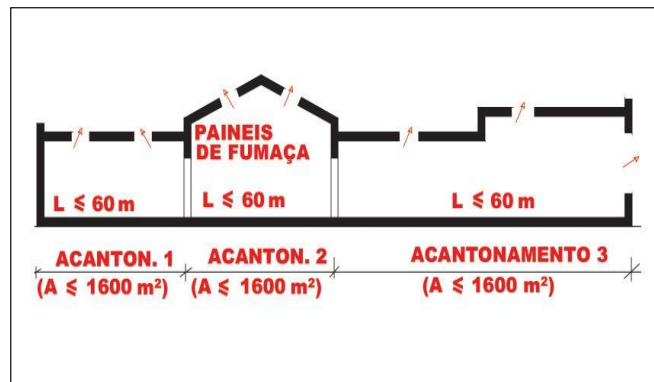 PAINEIS
DE FUMAÇA
L ⩽ 60 m
L ⩽ 60 m
L ⩽ 60 m
ACANTON. 1
(A ⩽ 1600 m²)
ACANTON. 2
(A ⩽ 1600 m²)
ACANTONAMENTO 3
(A ⩽ 1600 m²)